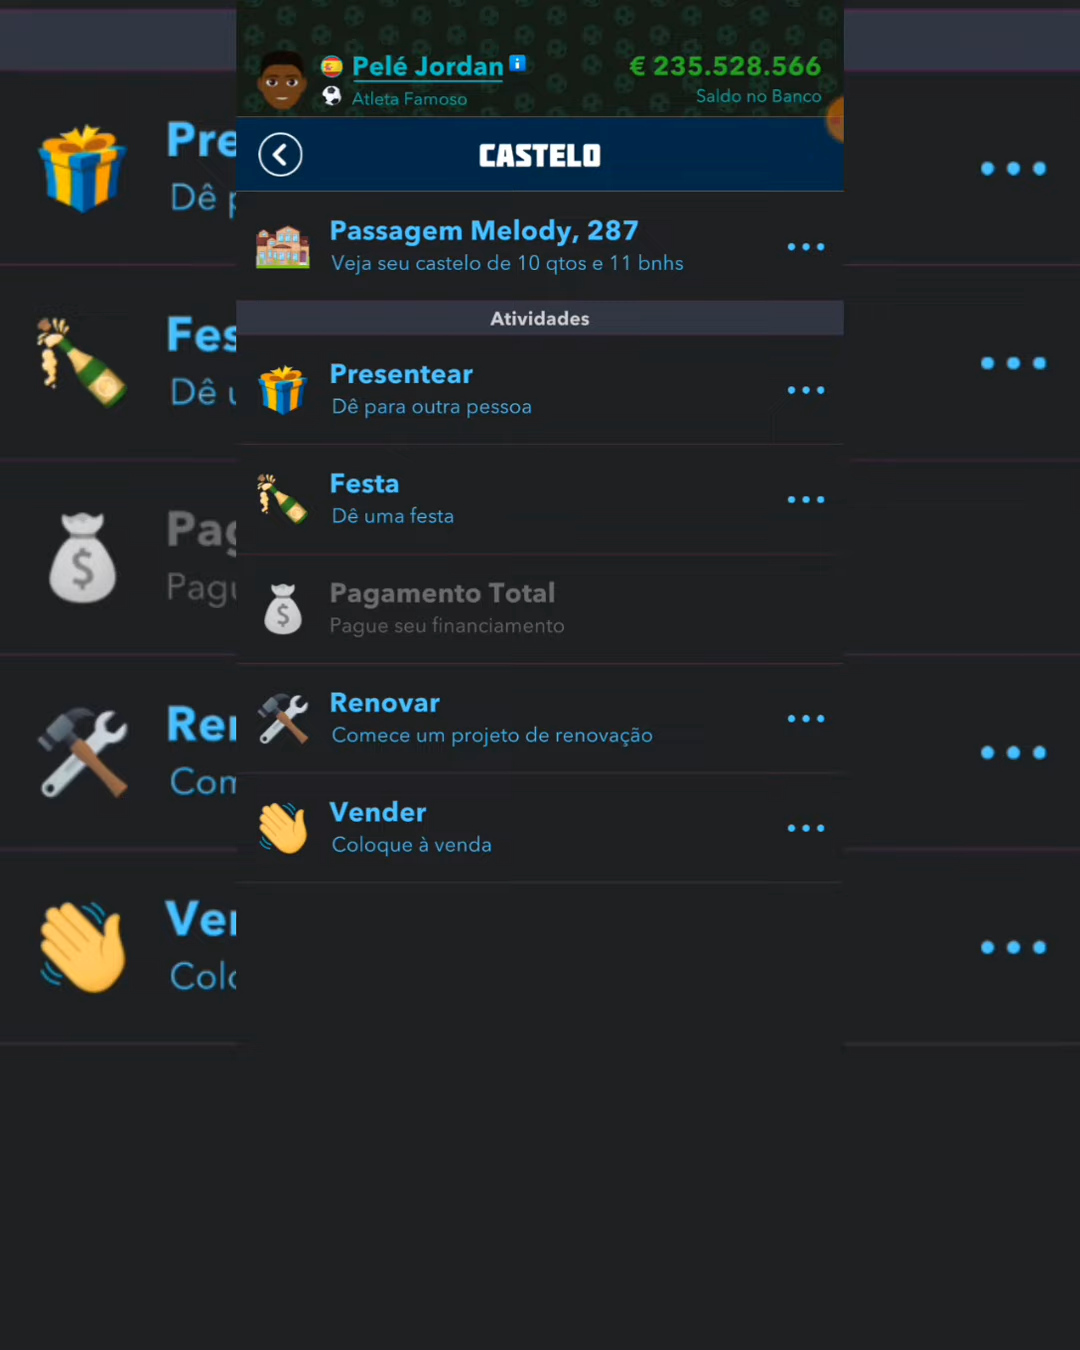 Pelé Jordan
€ 235.528.566
Atleta Famoso
Saldo no Banco
CASTELO
Passagem Melody, 287
Veja seu castelo de 10 qtos e 11 bnhs
Atividades
Presentear
Dê para outra pessoa
Festa
Dê uma festa
Pagamento Total
Pague seu financiamento
Renovar
Comece um projeto de renovação
Vender
Coloque à venda